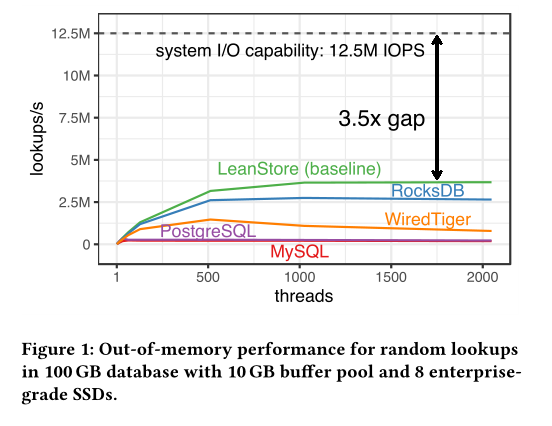 12.5M
system I/O capability: 12.5M IOPS
10M
lookups/s
7.5M
3.5x gap
5M
LeanStore (baseline)
RocksDB
2.5M
WiredTiger
PostgreSQL
0
MySQL
1
500
1000
1500
2000
threads
Figure 1: Out-of-memory performance for random lookups
in 100 GB database with 10 GB buffer pool and 8 enterprise-
grade SSDs.